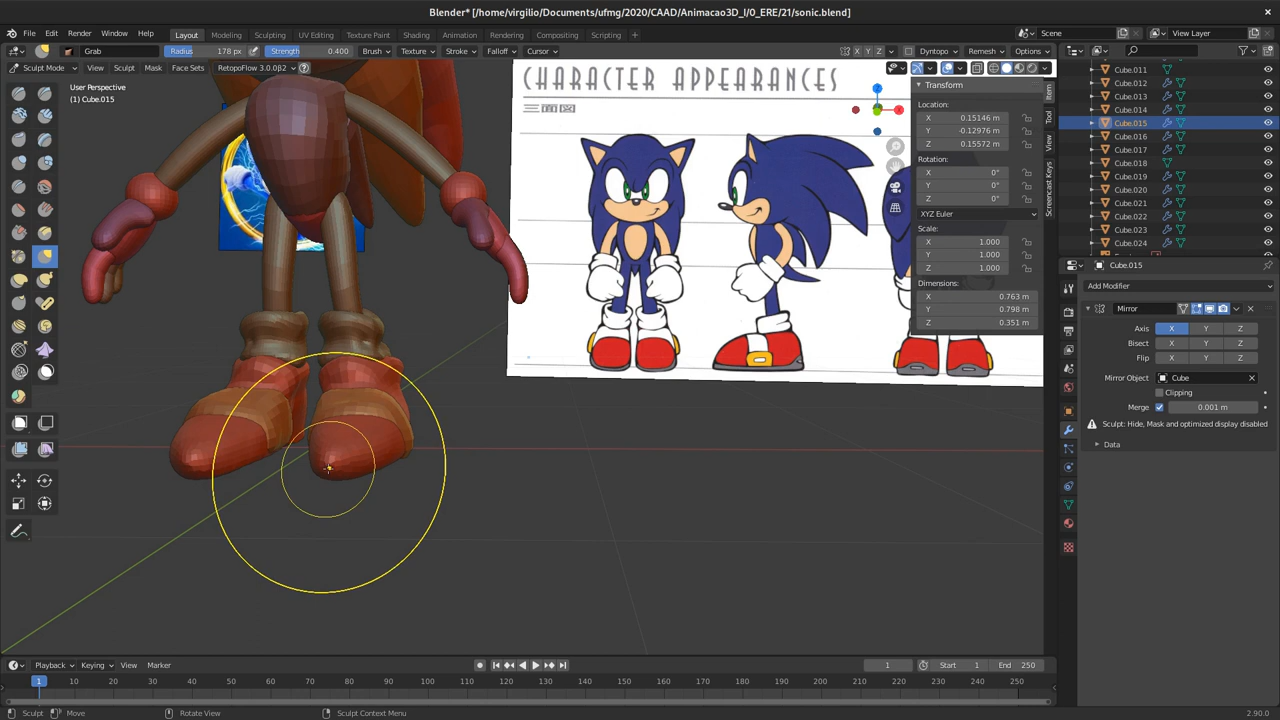 Blender* [/home/virgilio/Documents/ufmg/2020/CAAD/Animacao3D_I/0_ERE/21/sonic.blend]
File Edit Render Window Help Layout Modeling Sculpting UV Editing Texture Paint Shading Animation Rendering Compositing Scripting + Scene View Layer
Grab Radius 178 px Strength 0.400 Brush Texture Stroke Falloff Cursor X Y Z Dyntopo Remesh Options
Sculpt Mode View Sculpt Mask Face Sets RetopoFlow 3.0.0β2 ?
User Perspective
(1) Cube.015
CHARACTER APPEARANCES
Z
X
Transform
Location:
X 0.15146 m
Y -0.12976 m
Z 0.15572 m
Rotation:
X 0°
Y 0°
Z 0°
XYZ Euler
Scale:
X 1.000
Y 1.000
Z 1.000
Dimensions:
X 0.763 m
Y 0.798 m
Z 0.351 m
Item
Tool
View
Screencast Keys
Cube.011
Cube.012
Cube.013
Cube.014
Cube.015
Cube.016
Cube.017
Cube.018
Cube.019
Cube.020
Cube.021
Cube.022
Cube.023
Cube.024
Cube.015
Add Modifier
Mirror
Axis X Y Z
Bisect X Y Z
Flip X Y Z
Mirror Object Cube
Clipping
Merge 0.001 m
Sculpt: Hide, Mask and optimized display disabled
Data
Playback Keying View Marker 1 Start 1 End 250
1 10 20 30 40 50 60 70 80 90 100 110 120 130 140 150 160 170 180 190 200 210 220 230 240 250
Sculpt Move Rotate View Sculpt Context Menu 2.90.0